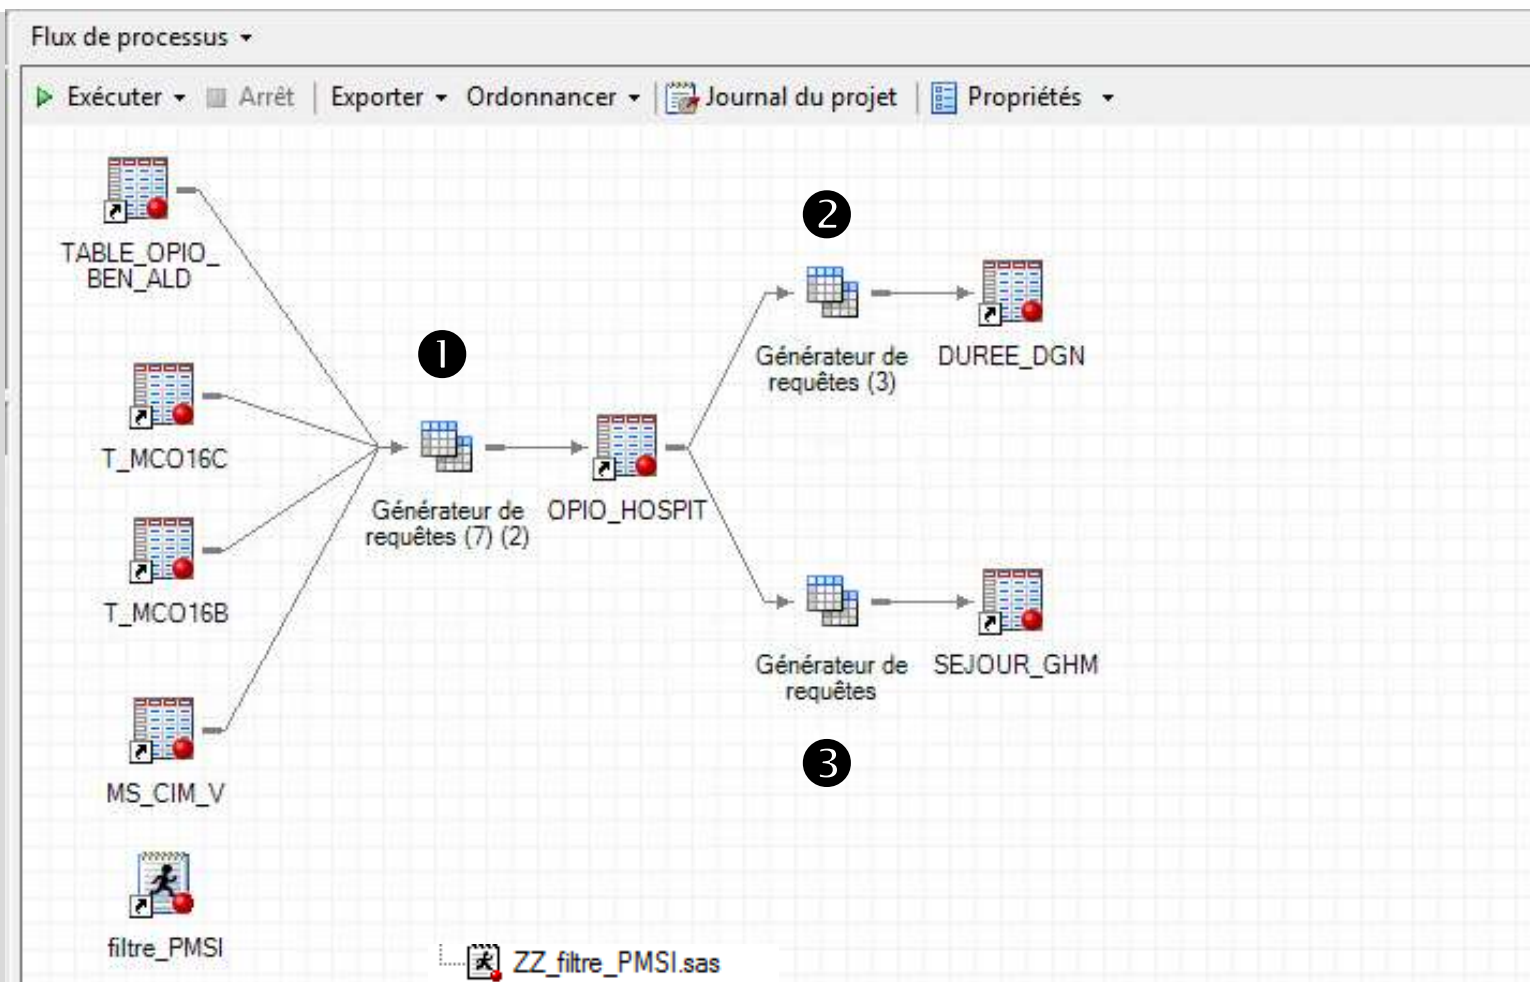 Flux de processus
Exécuter Arrêt Exporter Ordonnancer Journal du projet Propriétés
TABLE_OPIO_
BEN_ALD
T_MCO16C
T_MCO16B
MS_CIM_V
filtre_PMSI
1
Générateur de
requêtes (7) (2)
OPIO_HOSPIT
2
Générateur de
requêtes (3)
DUREE_DGN
Générateur de
requêtes
SEJOUR_GHM
3
ZZ_filtre_PMSI.sas